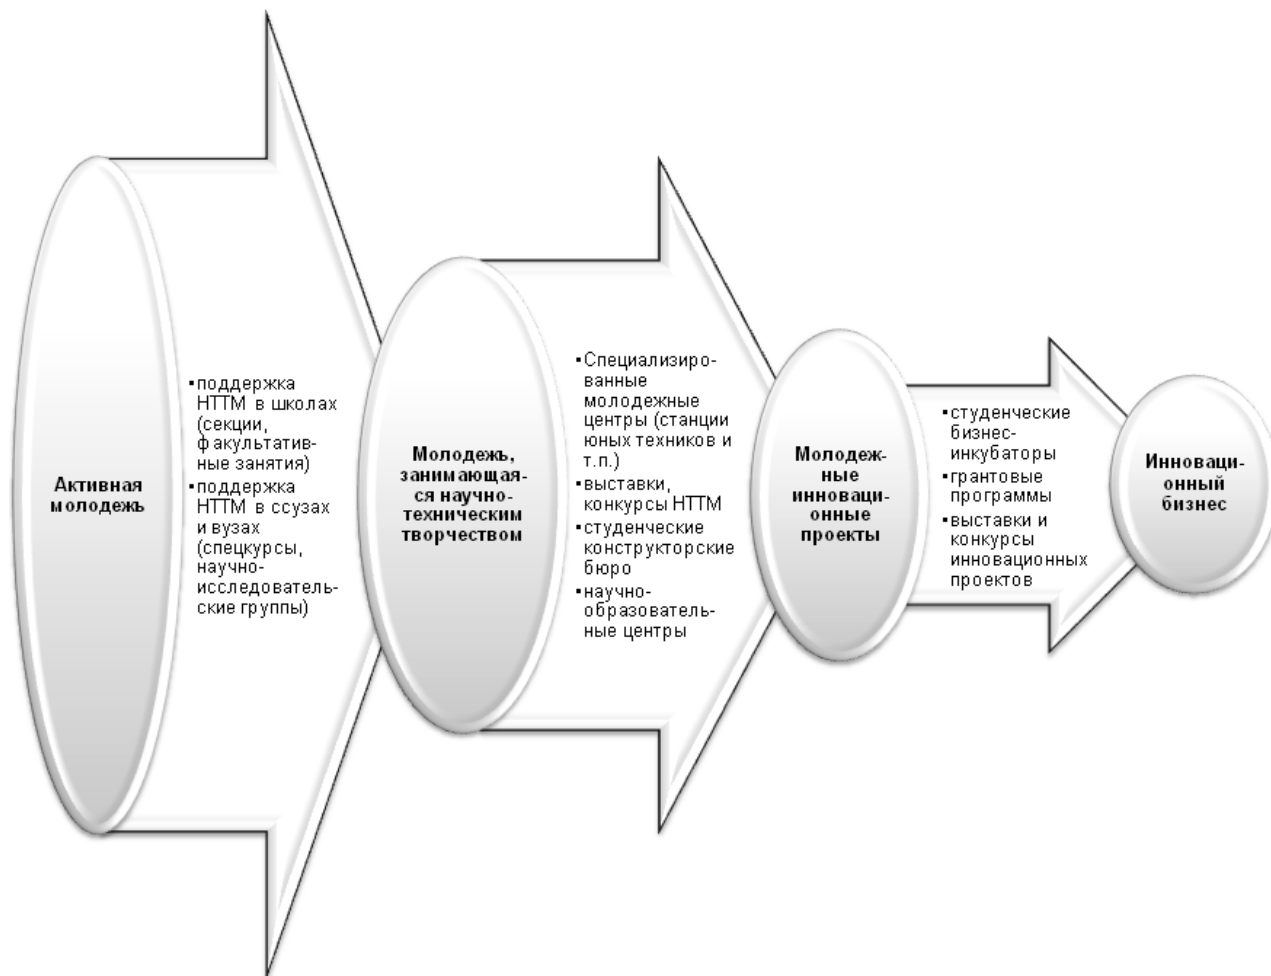 Активная
молодежь
▪поддержка
НТТМ в школах
(секции,
факультатив-
ные занятия)
▪поддержка
НТТМ в ссузах
и вузах
(спецкурсы,
научно-
исследователь-
ские группы)
Молодежь,
занимающая-
ся научно-
техническим
творчеством
▪Специализиро-
ванные
молодежные
центры (станции
юных техников и
т.п.)
▪выставки,
конкурсы НТТМ
▪студенческие
конструкторские
бюро
▪научно-
образователь-
ные центры
Молодеж-
ные
инноваци-
онные
проекты
▪студенческие
бизнес-
инкубаторы
▪грантовые
программы
▪выставки и
конкурсы
инновационных
проектов
Инноваци-
онный
бизнес